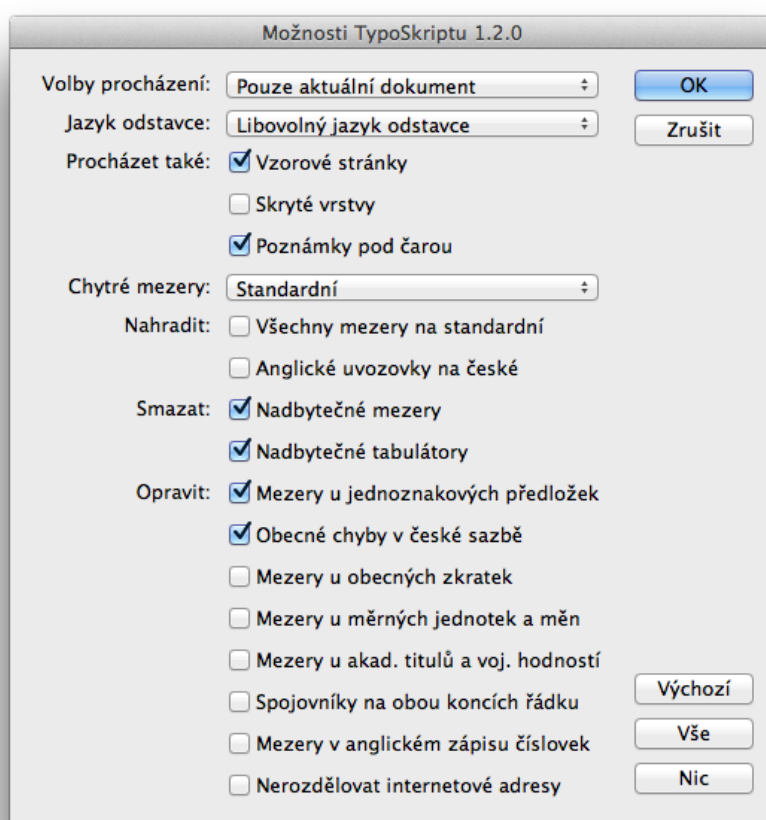 Možnosti TypoSkriptu 1.2.0
Volby procházení: Pouze aktuální dokument OK
Jazyk odstavce: Libovolný jazyk odstavce Zrušit
Procházet také: Vzorové stránky
Skryté vrstvy
Poznámky pod čarou
Chytré mezery: Standardní
Nahradit: Všechny mezery na standardní
Anglické uvozovky na české
Smazat: Nadbytečné mezery
Nadbytečné tabulátory
Opravit: Mezery u jednoznakových předložek
Obecné chyby v české sazbě
Mezery u obecných zkratek
Mezery u měrných jednotek a měn
Mezery u akad. titulů a voj. hodností
Výchozí
Spojovníky na obou koncích řádku
Vše
Mezery v anglickém zápisu číslovek
Nic
Nerozdělovat internetové adresy